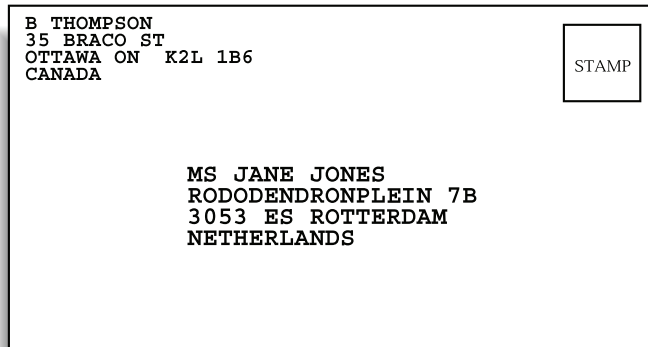 B THOMPSON
35 BRACO ST
OTTAWA ON  K2L 1B6
CANADA
STAMP
MS JANE JONES
RODODENDRONPLEIN 7B
3053 ES ROTTERDAM
NETHERLANDS